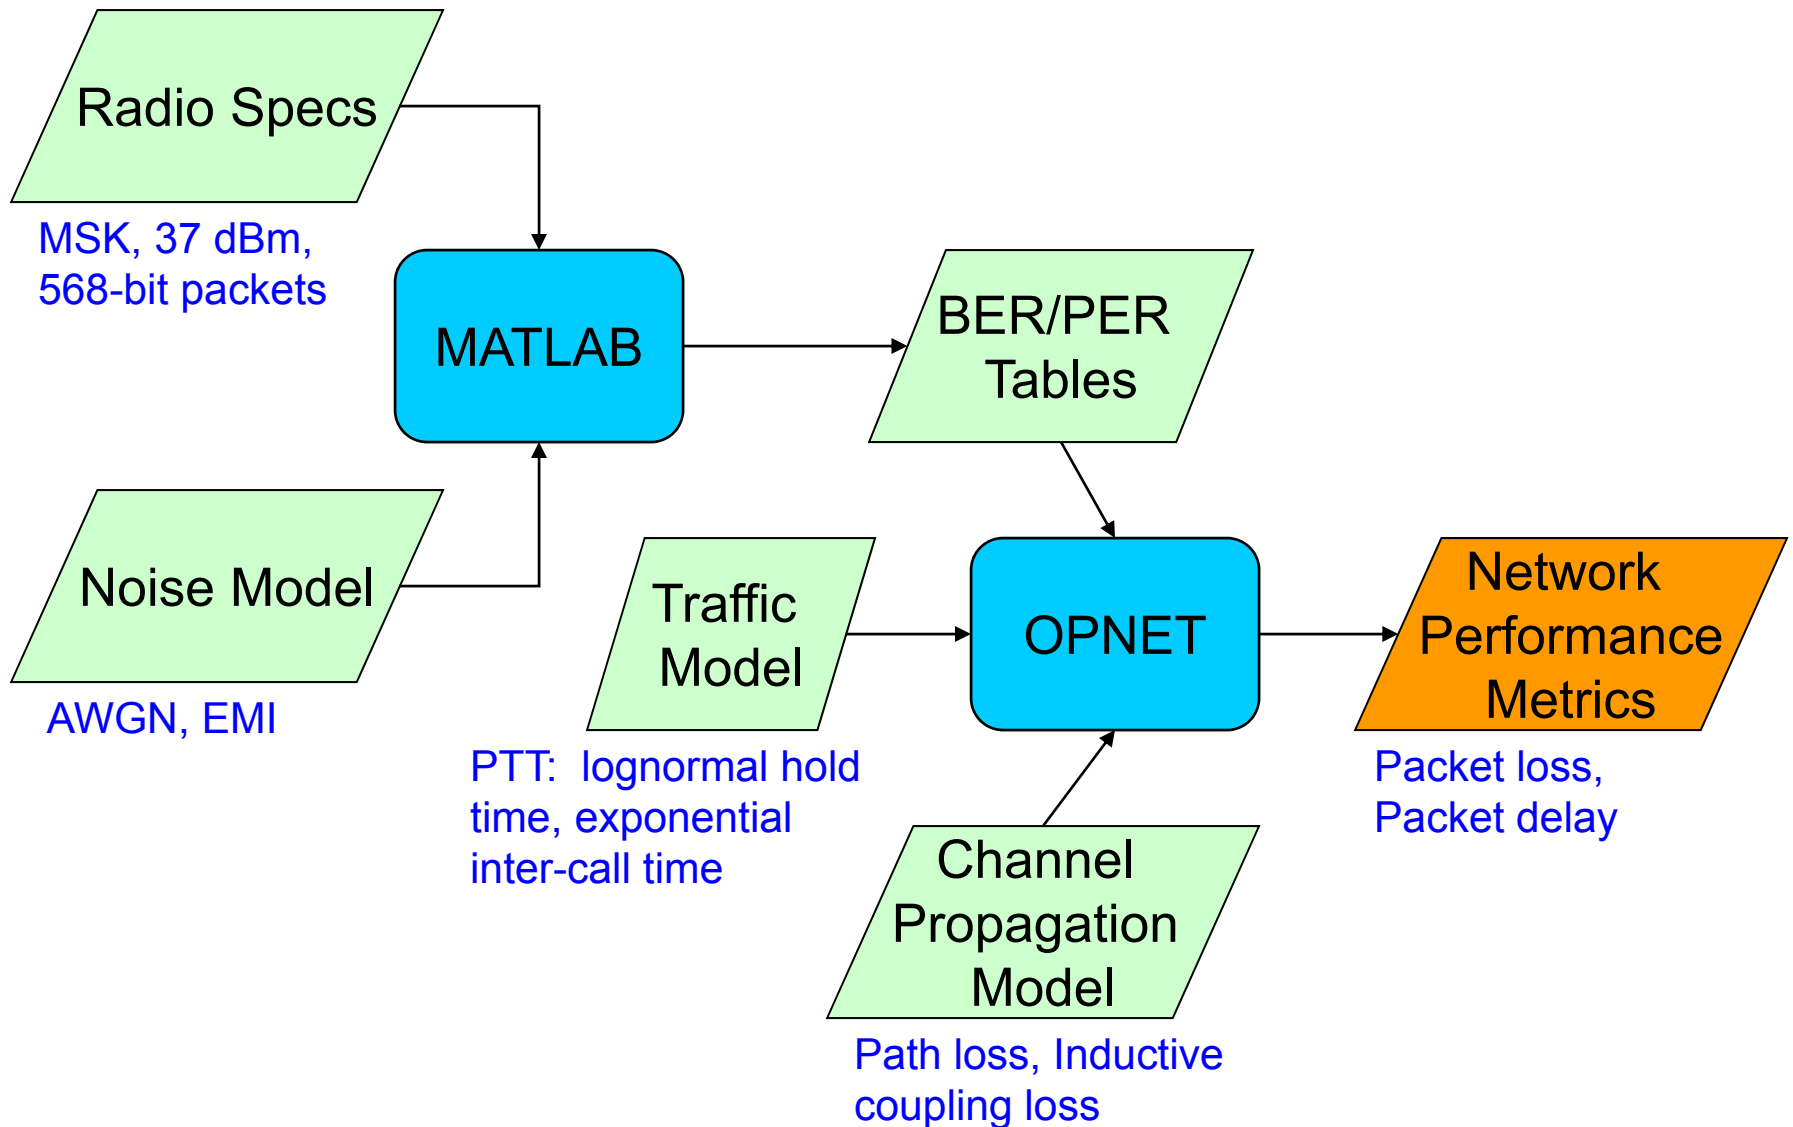 Radio Specs
MSK, 37 dBm,
568-bit packets
MATLAB
BER/PER
Tables
Noise Model
AWGN, EMI
Traffic
Model
PTT:  lognormal hold
time, exponential
inter-call time
OPNET
Network
Performance
Metrics
Packet loss,
Packet delay
Channel
Propagation
Model
Path loss, Inductive
coupling loss